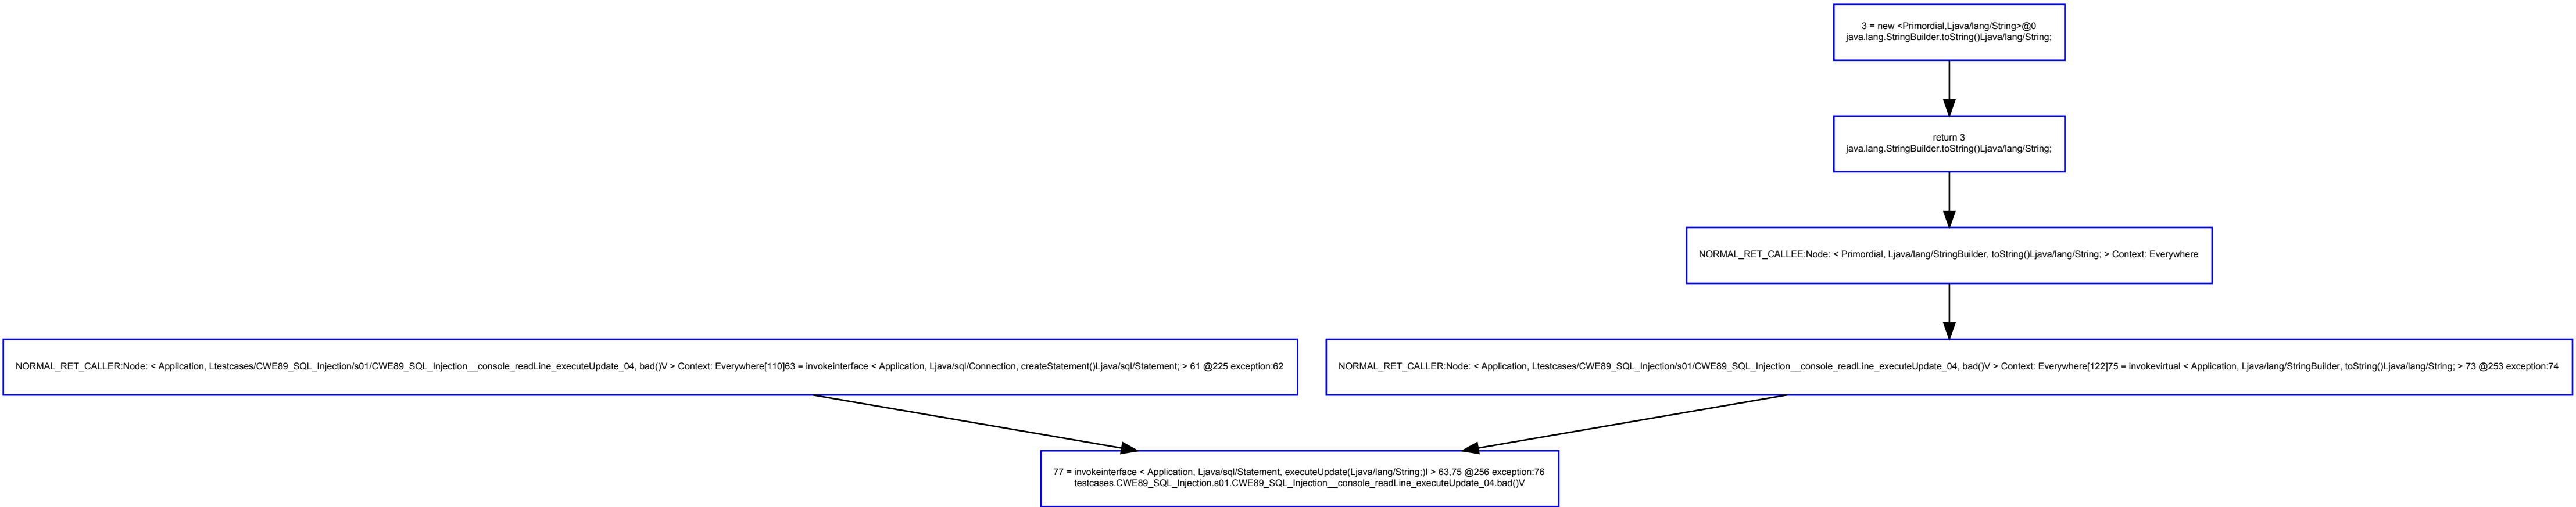 3 = new <Primordial,Ljava/lang/String>@0
java.lang.StringBuilder.toString()Ljava/lang/String;
return 3
java.lang.StringBuilder.toString()Ljava/lang/String;
NORMAL_RET_CALLEE:Node: < Primordial, Ljava/lang/StringBuilder, toString()Ljava/lang/String; > Context: Everywhere
NORMAL_RET_CALLER:Node: < Application, Ltestcases/CWE89_SQL_Injection/s01/CWE89_SQL_Injection__console_readLine_executeUpdate_04, bad()V > Context: Everywhere[110]63 = invokeinterface < Application, Ljava/sql/Connection, createStatement()Ljava/sql/Statement; > 61 @225 exception:62
NORMAL_RET_CALLER:Node: < Application, Ltestcases/CWE89_SQL_Injection/s01/CWE89_SQL_Injection__console_readLine_executeUpdate_04, bad()V > Context: Everywhere[122]75 = invokevirtual < Application, Ljava/lang/StringBuilder, toString()Ljava/lang/String; > 73 @253 exception:74
77 = invokeinterface < Application, Ljava/sql/Statement, executeUpdate(Ljava/lang/String;)I > 63,75 @256 exception:76
testcases.CWE89_SQL_Injection.s01.CWE89_SQL_Injection__console_readLine_executeUpdate_04.bad()V